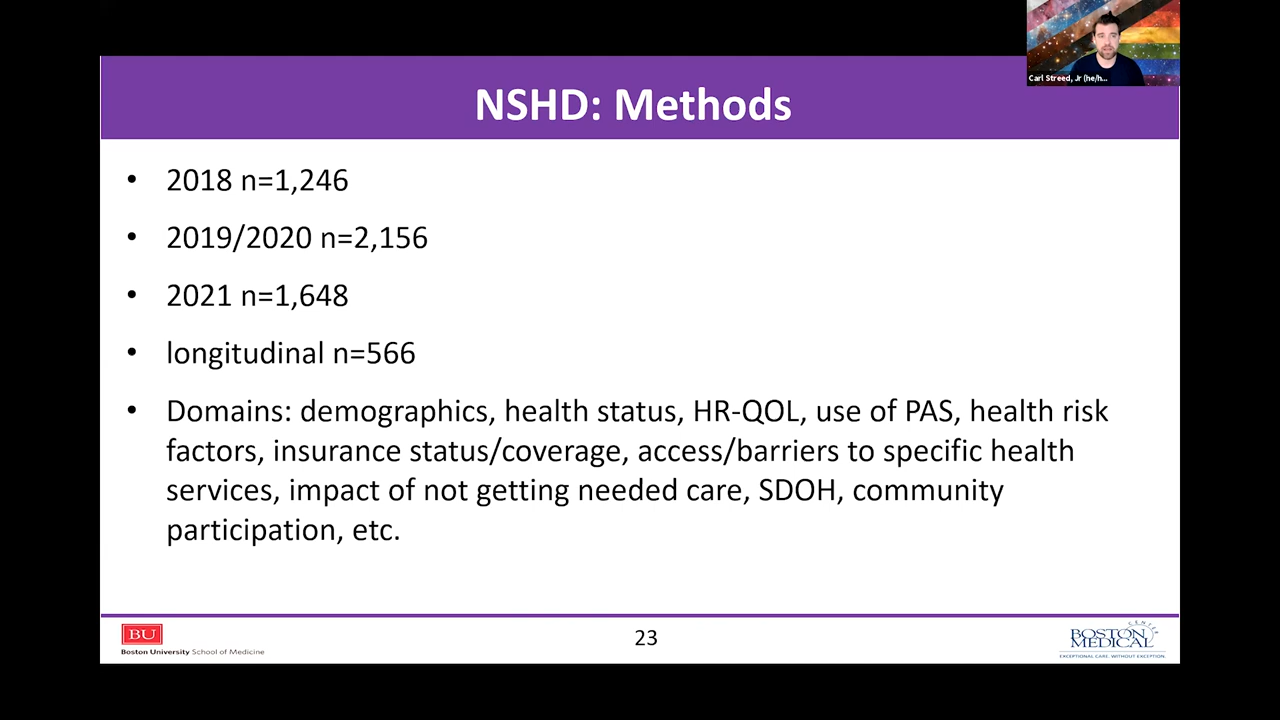 Carl Streed, Jr (he/h...
NSHD: Methods
• 2018 n=1,246
• 2019/2020 n=2,156
• 2021 n=1,648
• longitudinal n=566
• Domains: demographics, health status, HR-QOL, use of PAS, health risk
factors, insurance status/coverage, access/barriers to specific health
services, impact of not getting needed care, SDOH, community
participation, etc.
BU
Boston University School of Medicine
23
BOSTON
MEDICAL
CENTER
EXCEPTIONAL CARE. WITHOUT EXCEPTION.